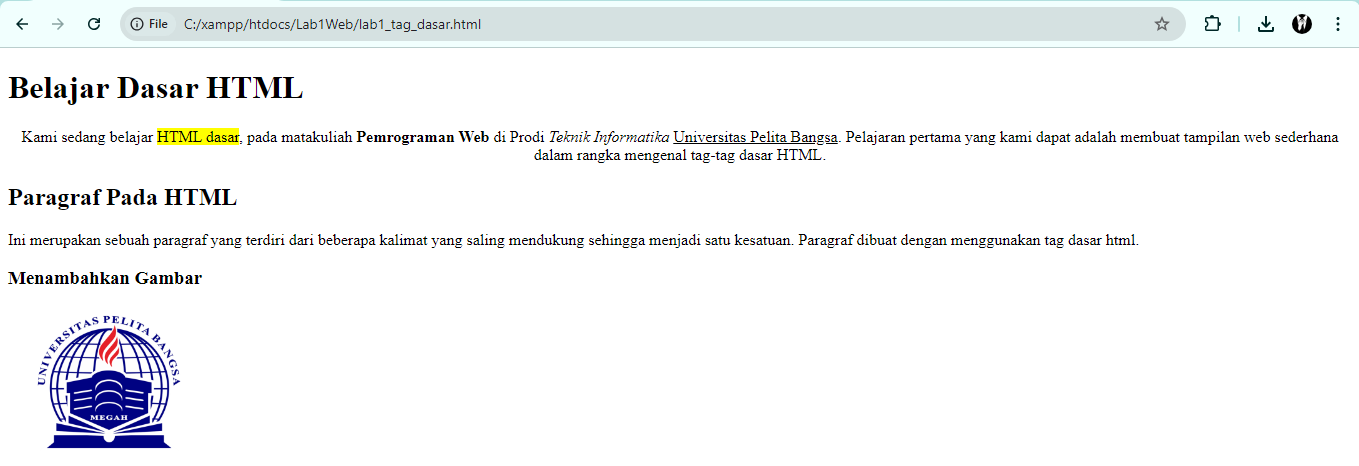 File C:/xampp/htdocs/Lab1Web/lab1_tag_dasar.html
Belajar Dasar HTML
Kami sedang belajar HTML dasar, pada matakuliah Pemrograman Web di Prodi Teknik Informatika Universitas Pelita Bangsa. Pelajaran pertama yang kami dapat adalah membuat tampilan web sederhana
dalam rangka mengenal tag-tag dasar HTML.
Paragraf Pada HTML
Ini merupakan sebuah paragraf yang terdiri dari beberapa kalimat yang saling mendukung sehingga menjadi satu kesatuan. Paragraf dibuat dengan menggunakan tag dasar html.
Menambahkan Gambar
UNIVERSITAS PELITA BANGSA
MEGAH